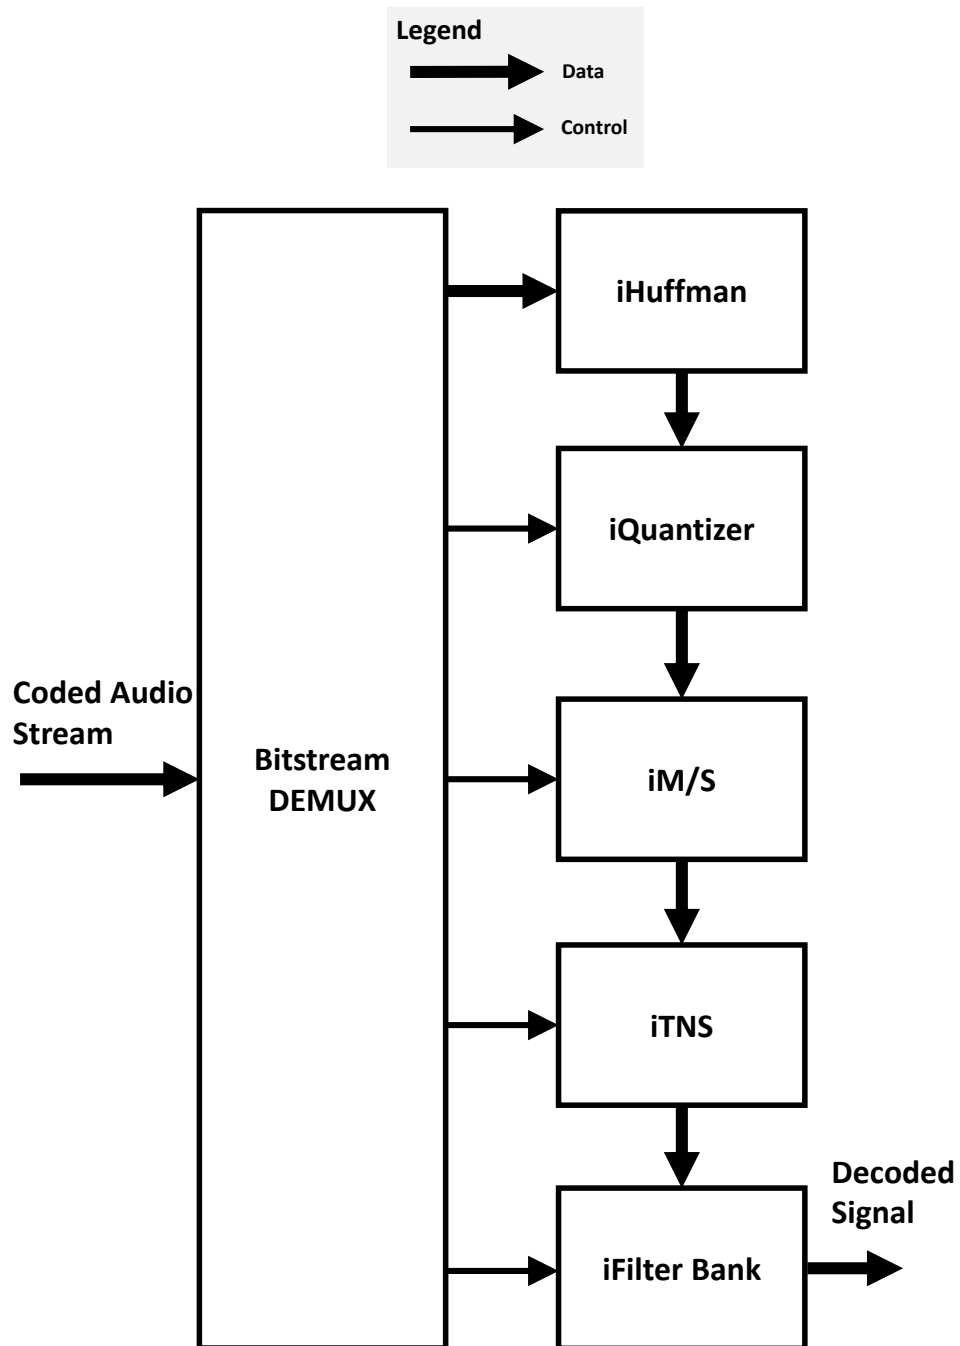 Legend
Data
Control
iHuffman
iQuantizer
Coded Audio
Stream
Bitstream
DEMUX
iM/S
iTNS
Decoded
Signal
iFilter Bank